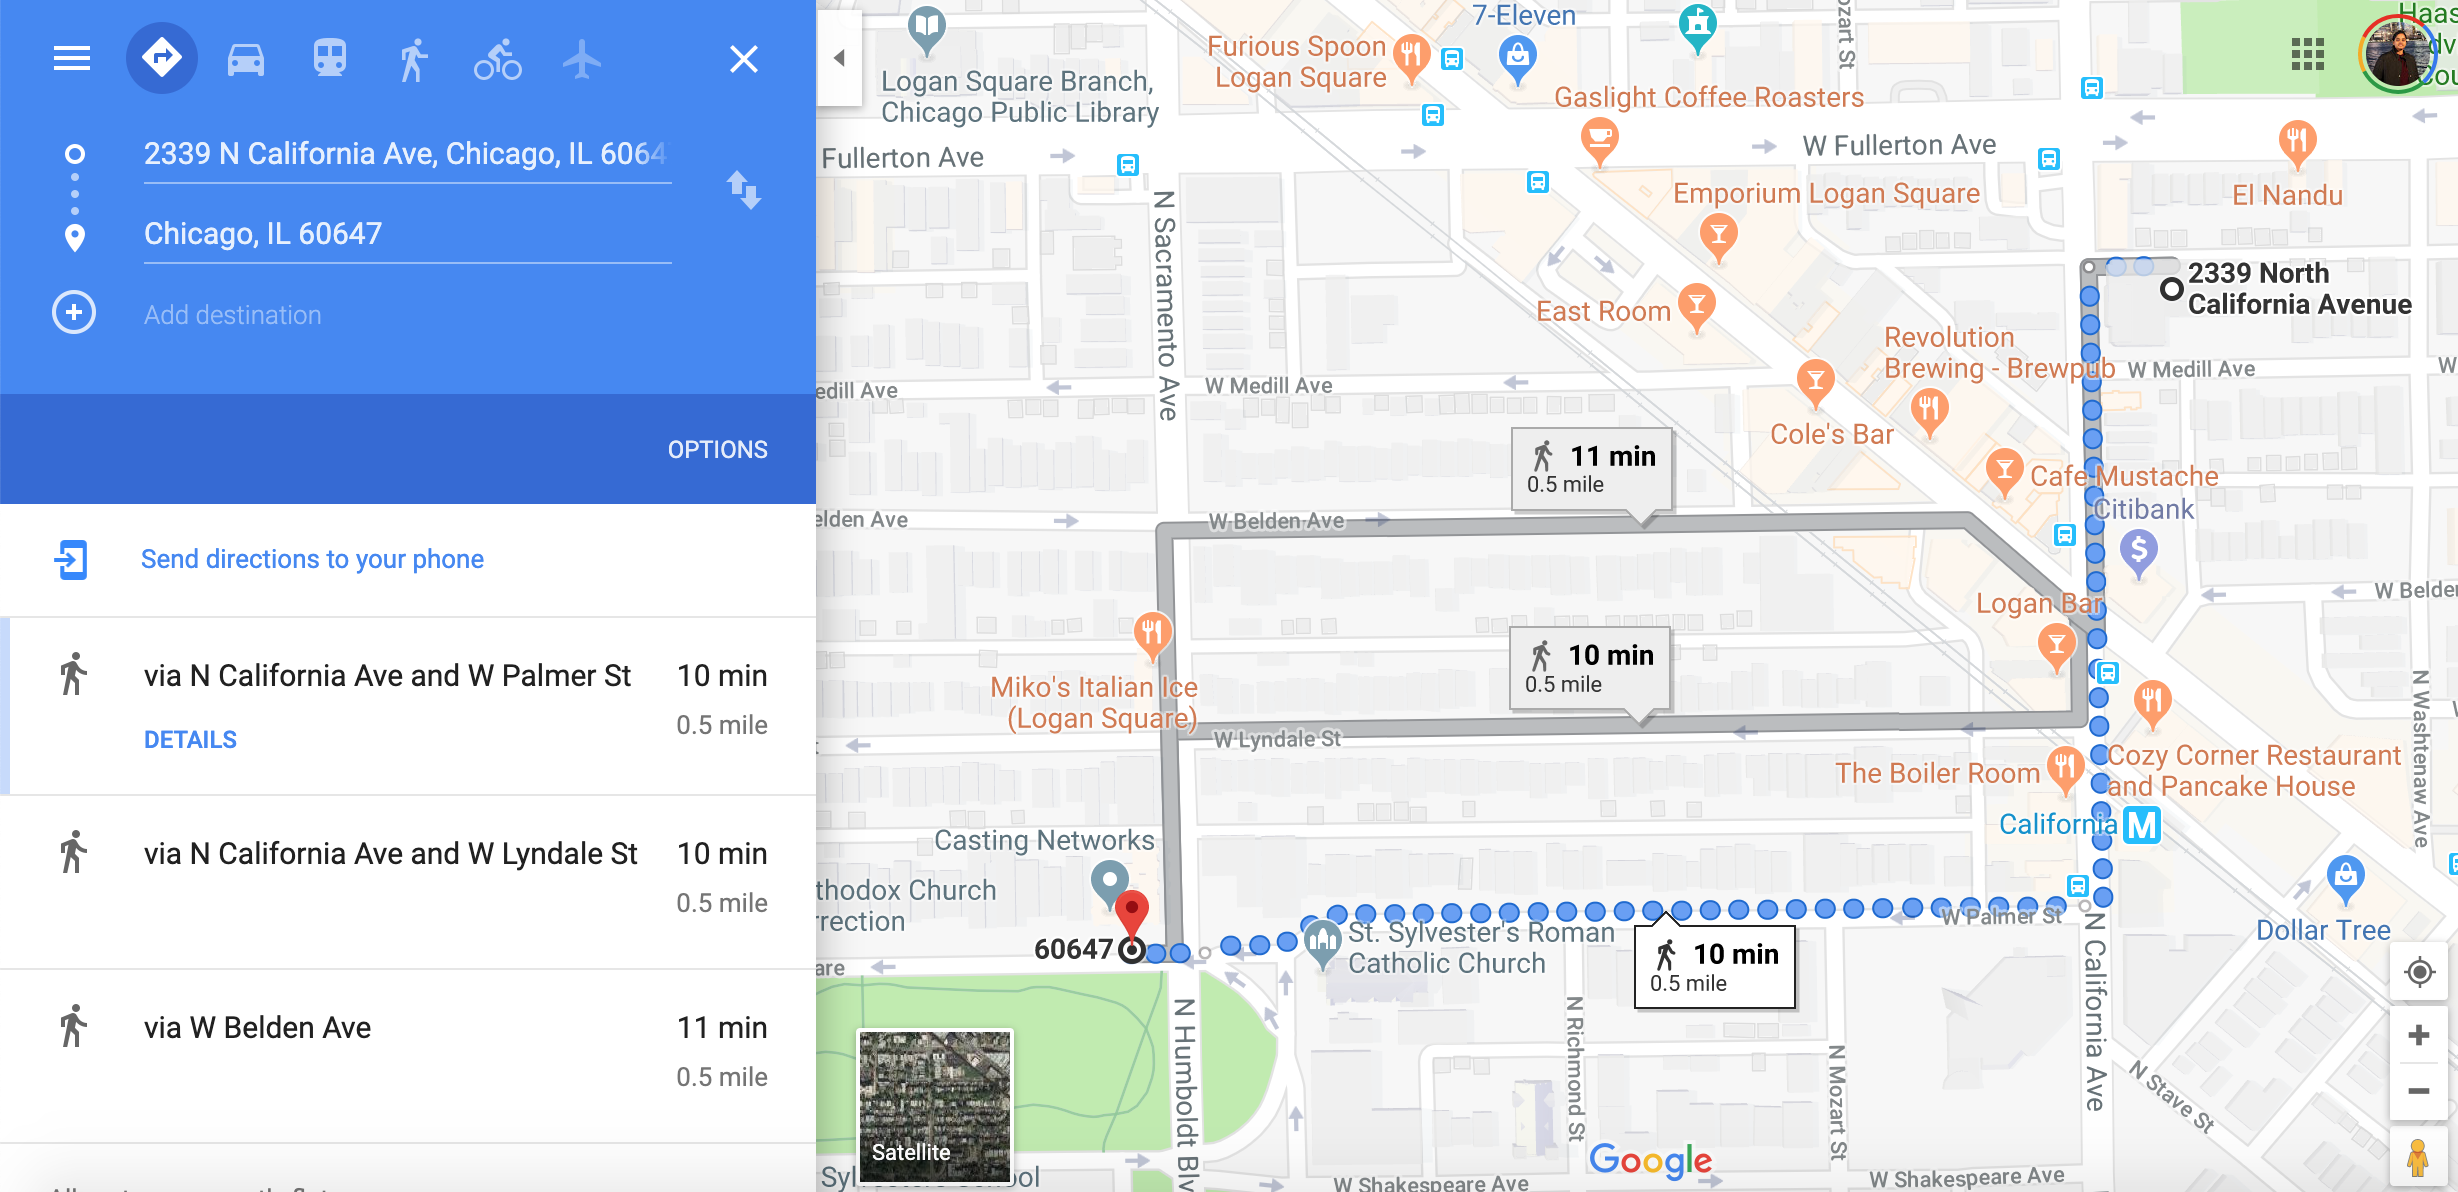 2339 N California Ave, Chicago, IL 6064
Chicago, IL 60647
Add destination
OPTIONS
Send directions to your phone
via N California Ave and W Palmer St
10 min
0.5 mile
DETAILS
via N California Ave and W Lyndale St
10 min
0.5 mile
via W Belden Ave
11 min
0.5 mile
Logan Square Branch,
Chicago Public Library
Furious Spoon
Logan Square
7-Eleven
ozart St
Haas
Gaslight Coffee Roasters
Fullerton Ave
W Fullerton Ave
El Nandu
Emporium Logan Square
N Sacramento Ave
East Room
2339 North
California Avenue
Revolution
Brewing - Brewpub
W Medill Ave
edill Ave
W Medill Ave
W
Cole's Bar
11 min
0.5 mile
Cafe Mustache
Citibank
elden Ave
W Belden Ave
W Belde
Logan Bar
10 min
0.5 mile
Miko's Italian Ice
(Logan Square)
W Lyndale St
N Washtenaw Ave
Cozy Corner Restaurant
and Pancake House
The Boiler Room
California
M
Casting Networks
thodox Church
rrection
60647
W Palmer St
St. Sylvester's Roman
Catholic Church
10 min
0.5 mile
Dollar Tree
are
N California Ave
N Humboldt Blv
N Richmond St
N Mozart St
N Stave St
Satellite
Google
W Shakespeare Ave
W Shakespeare Ave